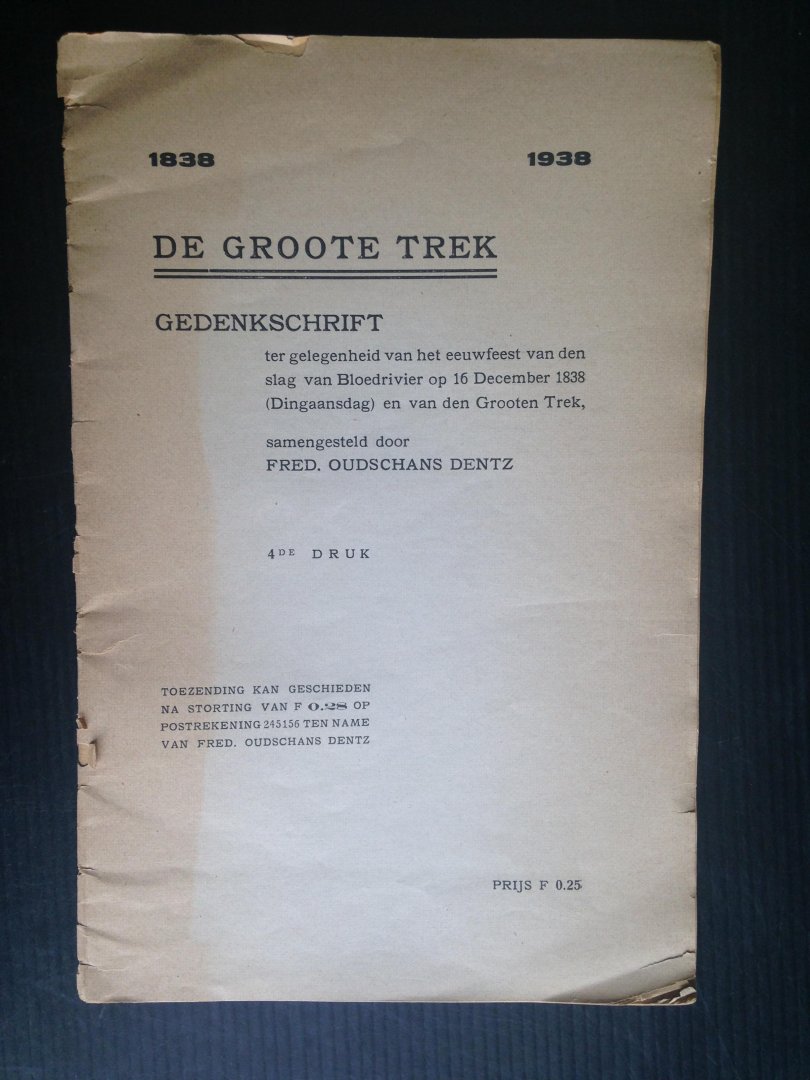 1838 1938
DE GROOTE TREK
GEDENKSCHRIFT
ter gelegenheid van het eeuwfeest van den
slag van Bloedrivier op 16 December 1838
(Dingaansdag) en van den Grooten Trek,
samengesteld door
FRED. OUDSCHANS DENTZ
4DE DRUK
TOEZENDING KAN GESCHIEDEN
NA STORTING VAN F 0.28 OP
POSTREKENING 245156 TEN NAME
VAN FRED. OUDSCHANS DENTZ
PRIJS F 0.25